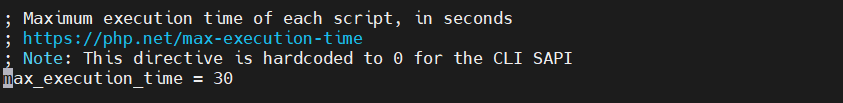 ; Maximum execution time of each script, in seconds
; https://php.net/max-execution-time
; Note: This directive is hardcoded to 0 for the CLI SAPI
max_execution_time = 30